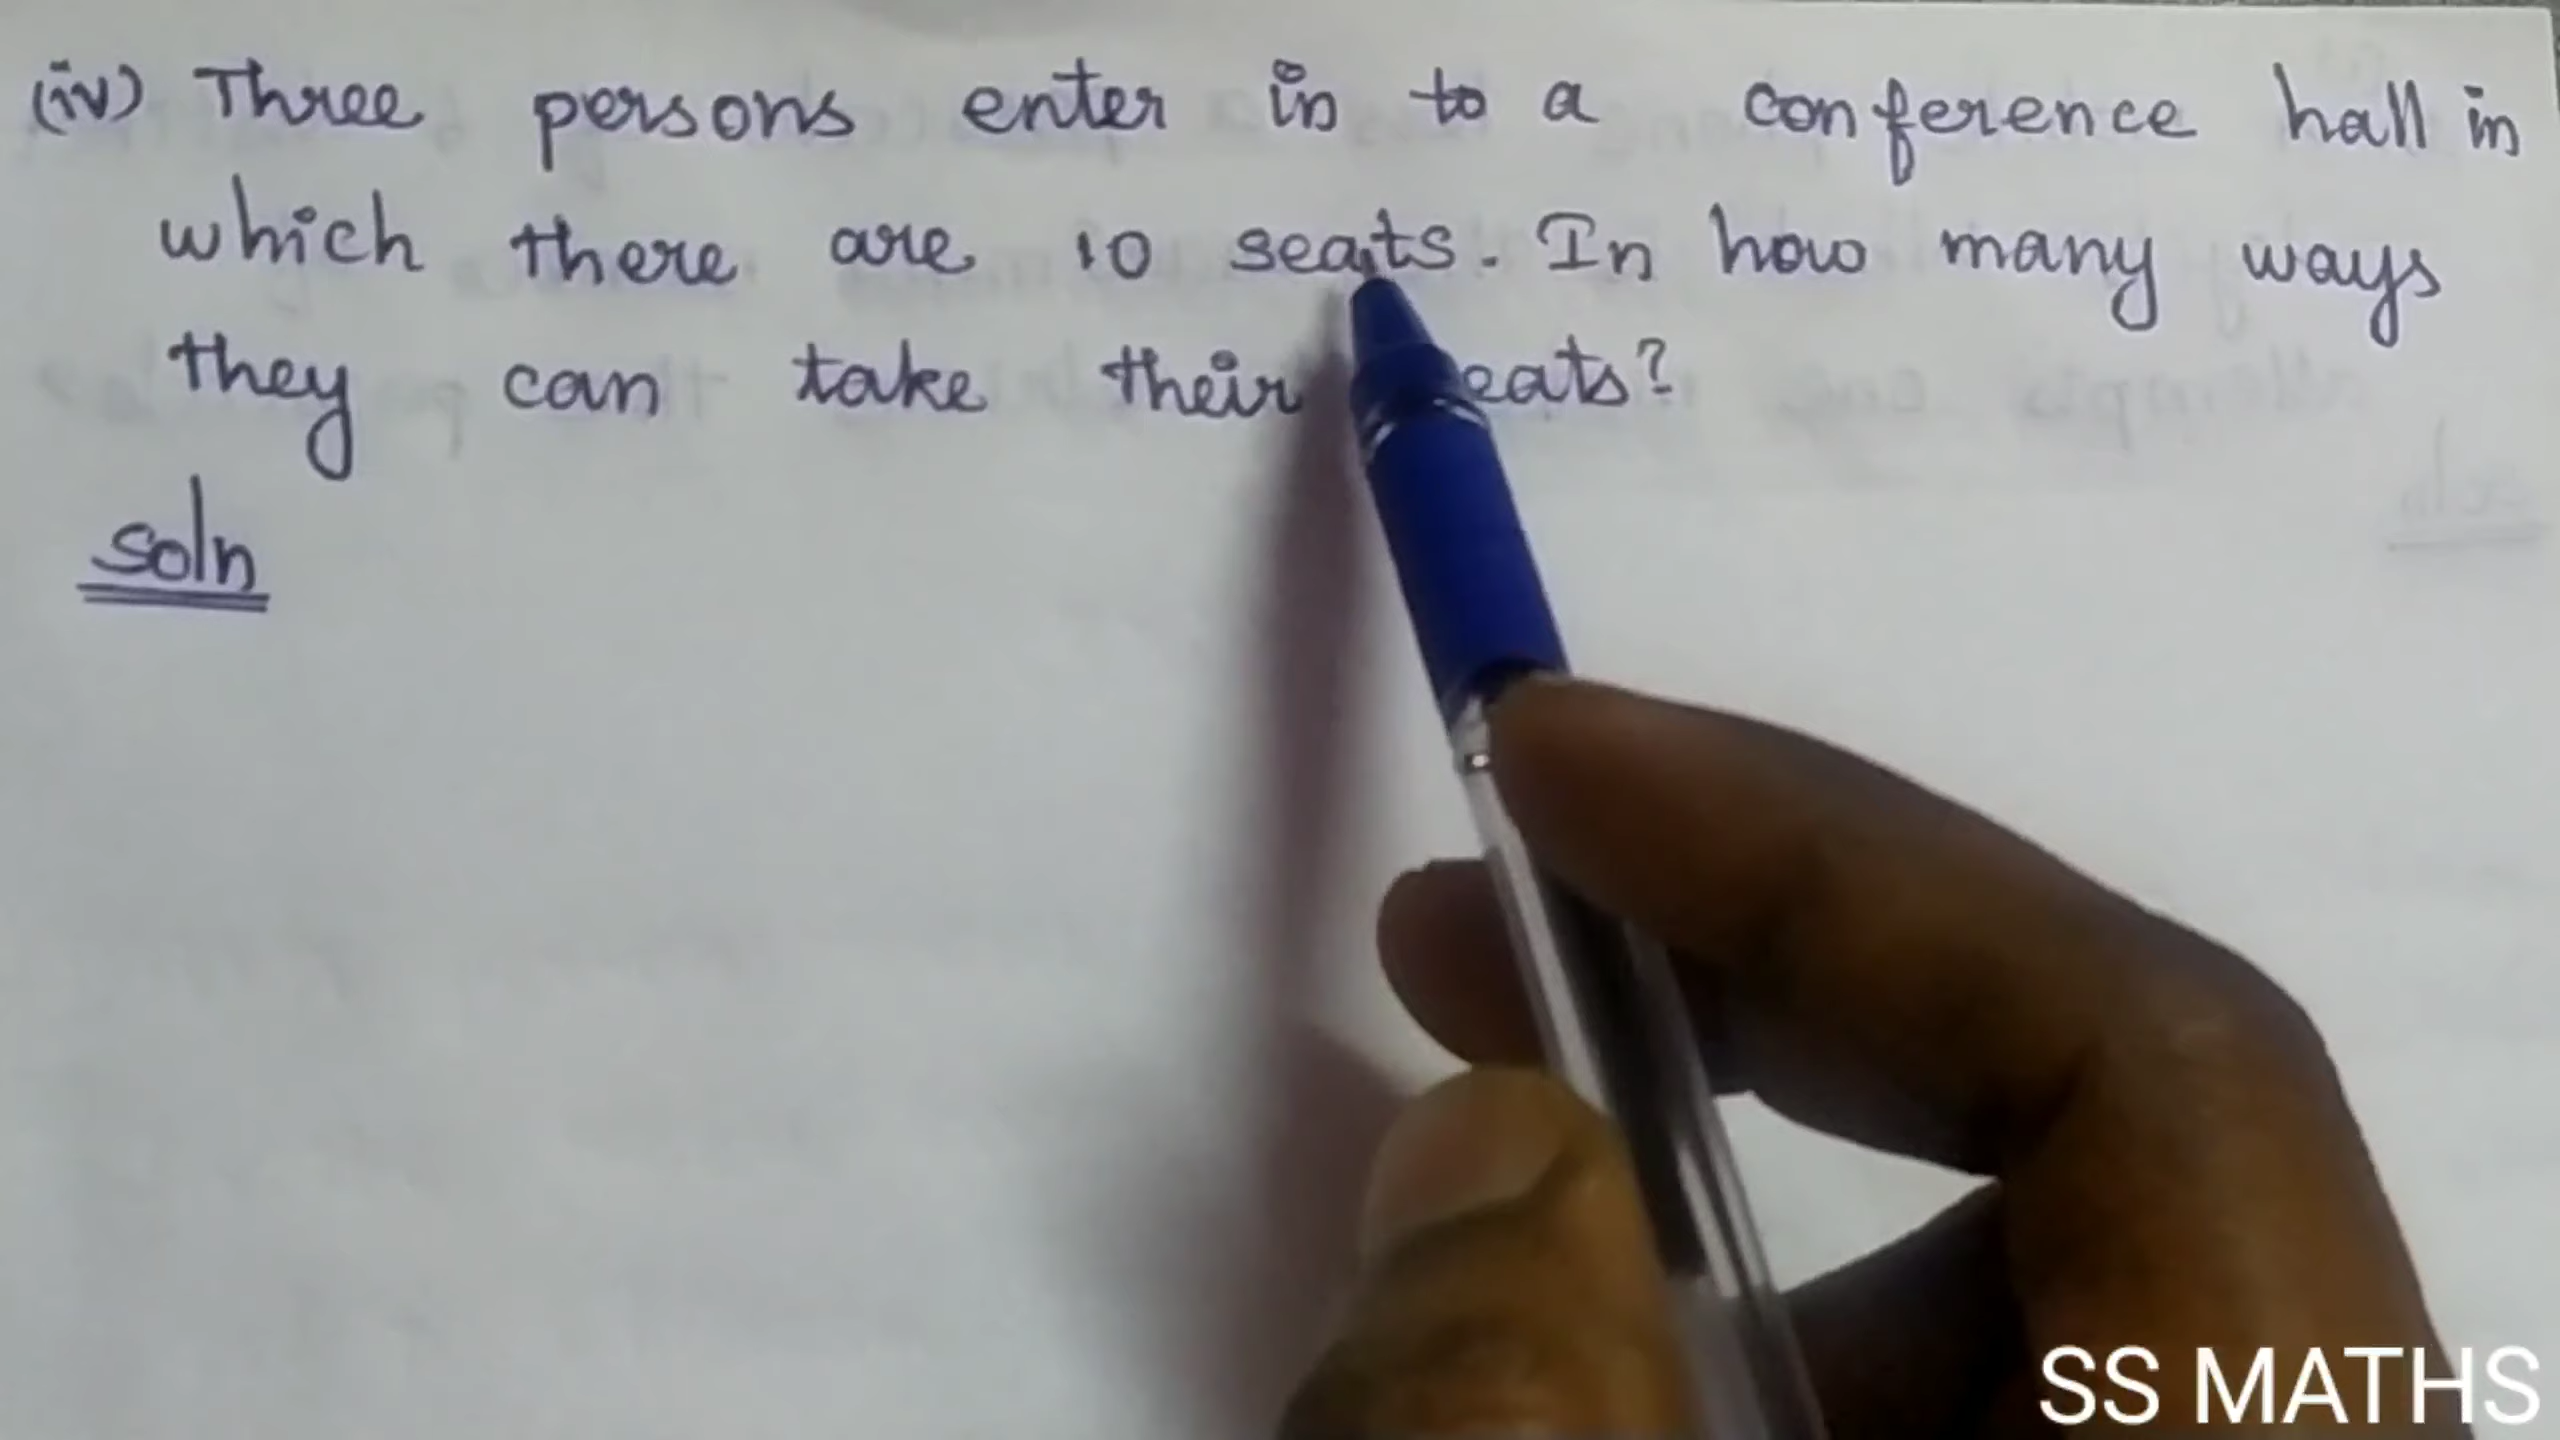 (iv) Three persons enter in to a conference hall in
which there are 10 seats. In how many ways
they can take their eats?
soln
SS MATHS